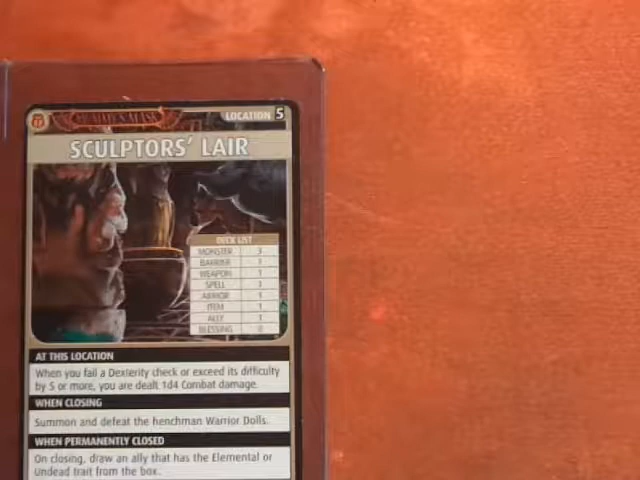 MUMMY'S MASK
LOCATION 5
SCULPTORS' LAIR
DECK LIST
MONSTER 3
BARRIER 1
WEAPON 1
SPELL 1
ARMOR 1
ITEM 1
ALLY 1
BLESSING 0
AT THIS LOCATION
When you fail a Dexterity check or exceed its difficulty
by 5 or more, you are dealt 1d4 Combat damage.
WHEN CLOSING
Summon and defeat the henchman Warrior Dolls.
WHEN PERMANENTLY CLOSED
On closing, draw an ally that has the Elemental or
Undead trait from the box.